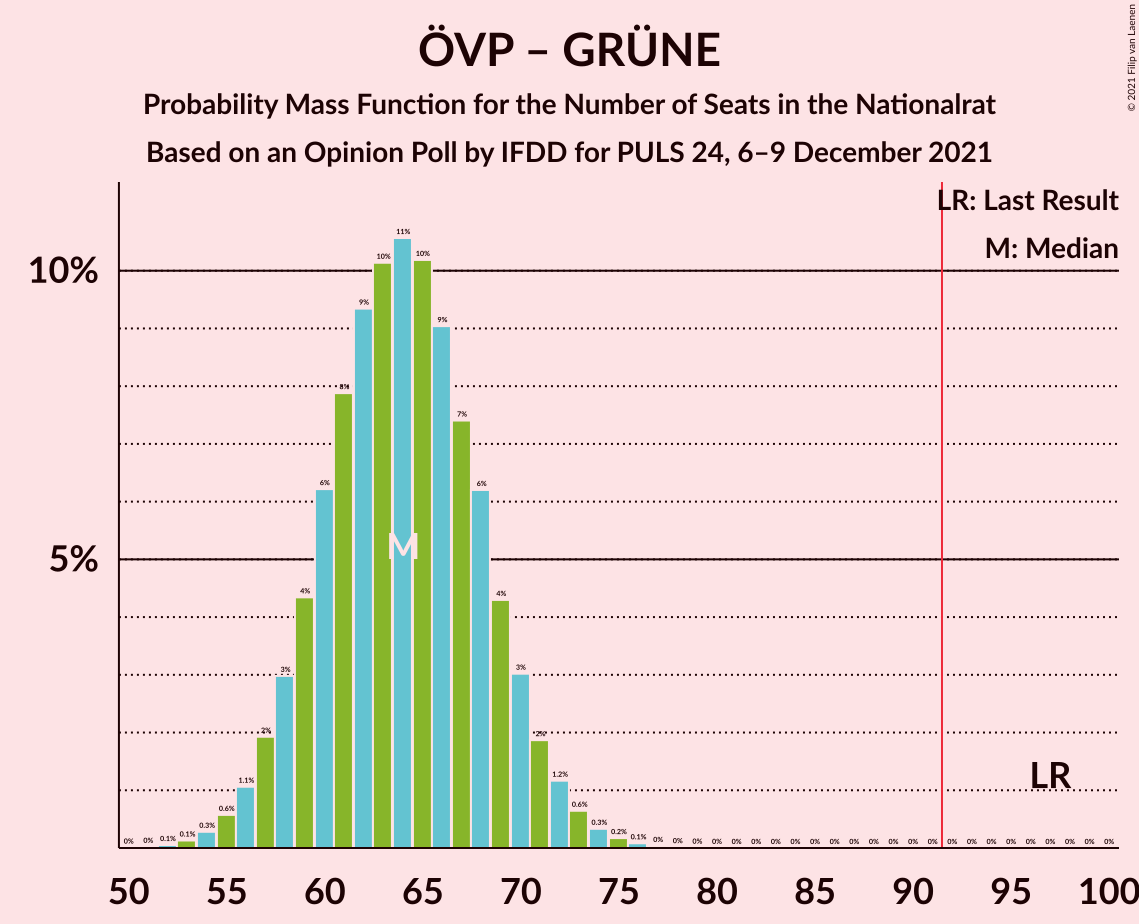 ÖVP – GRÜNE
Probability Mass Function for the Number of Seats in the Nationalrat
Based on an Opinion Poll by IFDD for PULS 24, 6–9 December 2021
© 2021 Filip van Laenen
LR: Last Result
M: Median
10%
5%
0% 0% 0.1% 0.1% 0.3% 0.6% 1.1% 2% 3% 4% 6% 8% 9% 10% 11% 10% 9% 7% 6% 4% 3% 2% 1.2% 0.6% 0.3% 0.2% 0.1% 0% 0% 0% 0% 0% 0% 0% 0% 0% 0% 0% 0% 0% 0% 0% 0% 0% 0% 0% 0% 0% 0% 0% 0%
M
LR
50 55 60 65 70 75 80 85 90 95 100